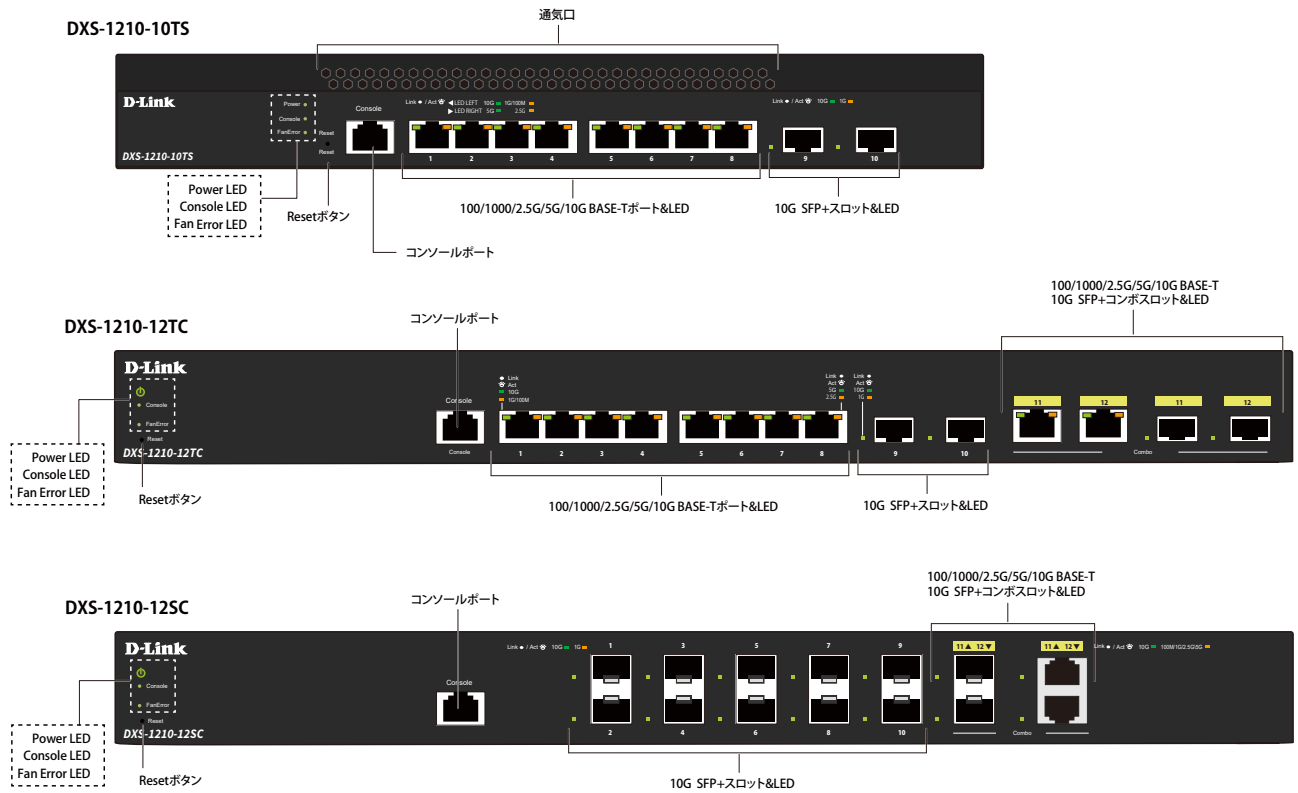 DXS-1210-10TS
通気口
D-Link
Power
Console
FanError
Reset
Reset
Console
Link / Act LED LEFT 10G 1G/100M
LED RIGHT 5G 2.5G
Link / Act 10G 1G
DXS-1210-10TS
1 2 3 4 5 6 7 8 9 10
Power LED
Console LED
Fan Error LED
Resetボタン
100/1000/2.5G/5G/10G BASE-Tポート&LED
10G SFP+スロット&LED
コンソールポート
DXS-1210-12TC
コンソールポート
100/1000/2.5G/5G/10G BASE-T
10G SFP+コンボスロット&LED
D-Link
Console
FanError
Reset
DXS-1210-12TC
Console
Console
Link
Act
10G
1G/100M
Link
Act
5G
2.5G
Link
Act
10G
1G
11 12 11 12
1 2 3 4 5 6 7 8 9 10
Combo
Power LED
Console LED
Fan Error LED
Resetボタン
100/1000/2.5G/5G/10G BASE-Tポート&LED
10G SFP+スロット&LED
DXS-1210-12SC
コンソールポート
100/1000/2.5G/5G/10G BASE-T
10G SFP+コンボスロット&LED
D-Link
Console
FanError
Reset
DXS-1210-12SC
Console
Link / Act 10G 1G
1 3 5 7 9
11▲ 12▼
11▲ 12▼
Link / Act 10G 100M/1G/2.5G/5G
2 4 6 8 10
Combo
Power LED
Console LED
Fan Error LED
Resetボタン
10G SFP+スロット&LED